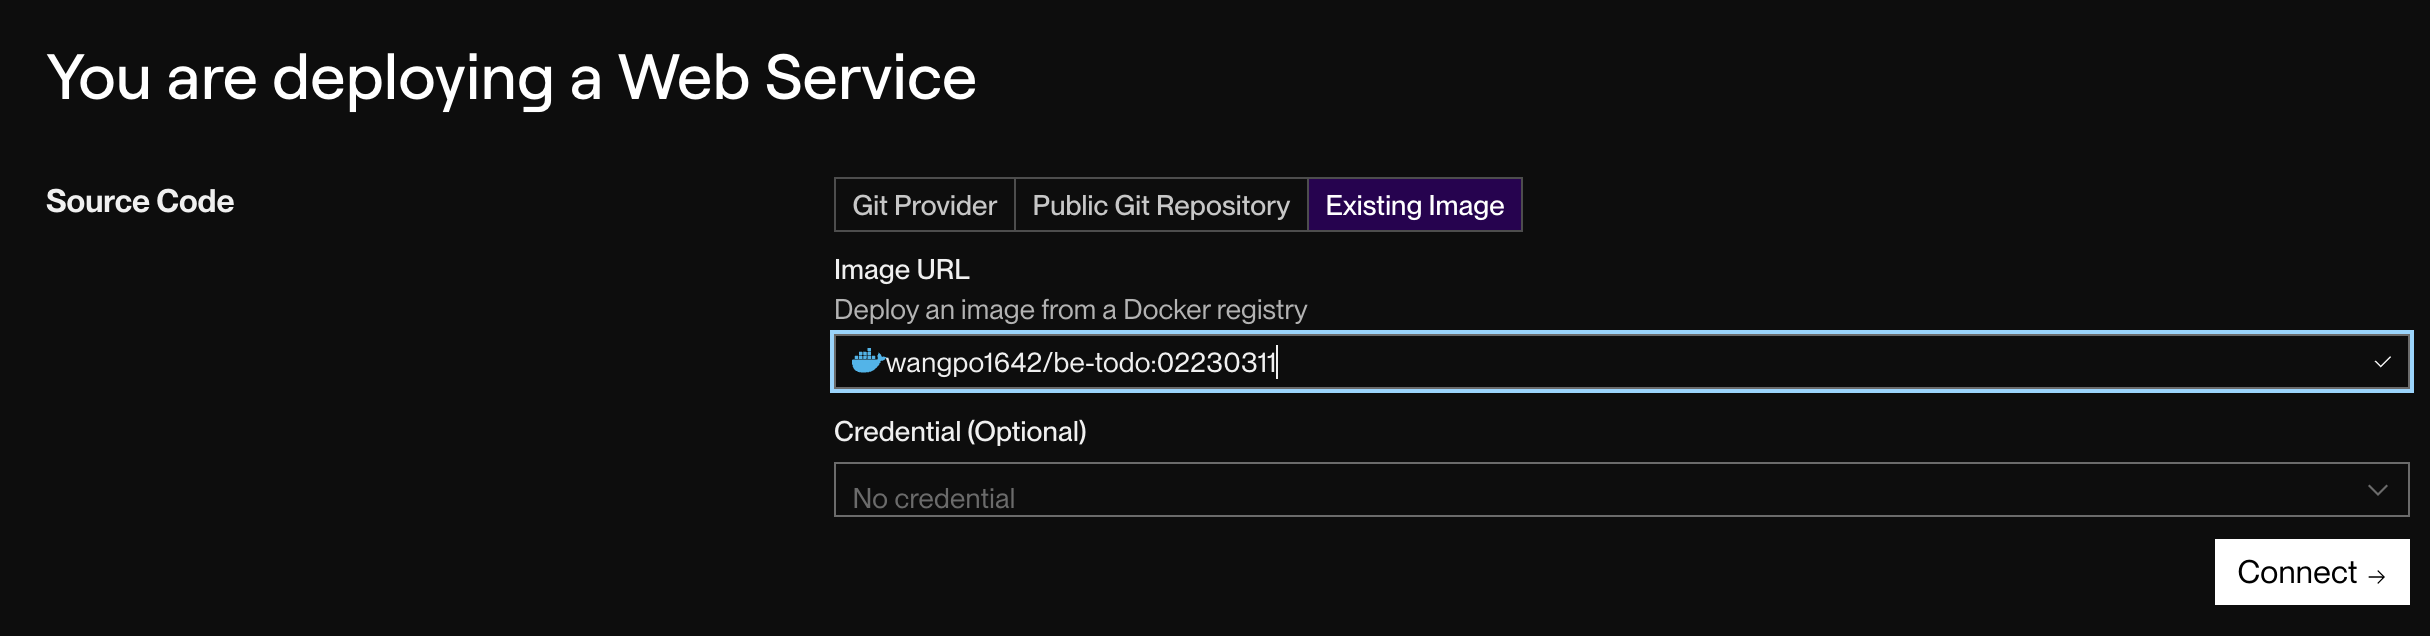 You are deploying a Web Service
Source Code
Git Provider Public Git Repository Existing Image
Image URL
Deploy an image from a Docker registry
wangpo1642/be-todo:02230311
Credential (Optional)
No credential
Connect →